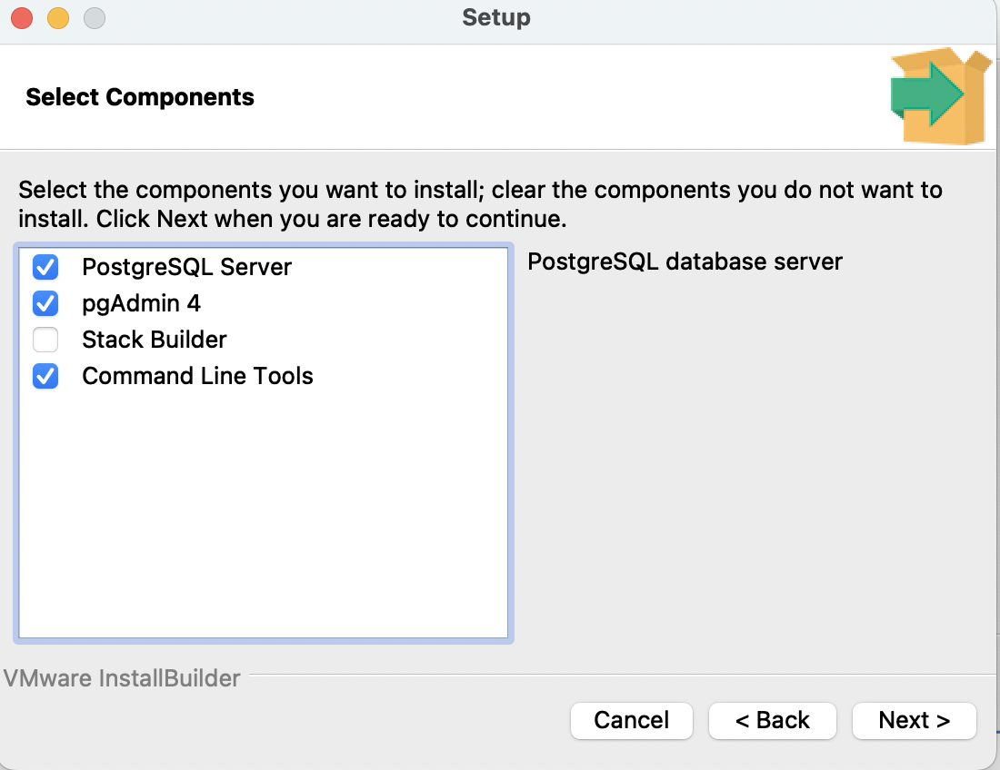 Setup
Select Components
Select the components you want to install; clear the components you do not want to
install. Click Next when you are ready to continue.
PostgreSQL Server
PostgreSQL database server
pgAdmin 4
Stack Builder
Command Line Tools
VMware InstallBuilder
Cancel
< Back
Next >